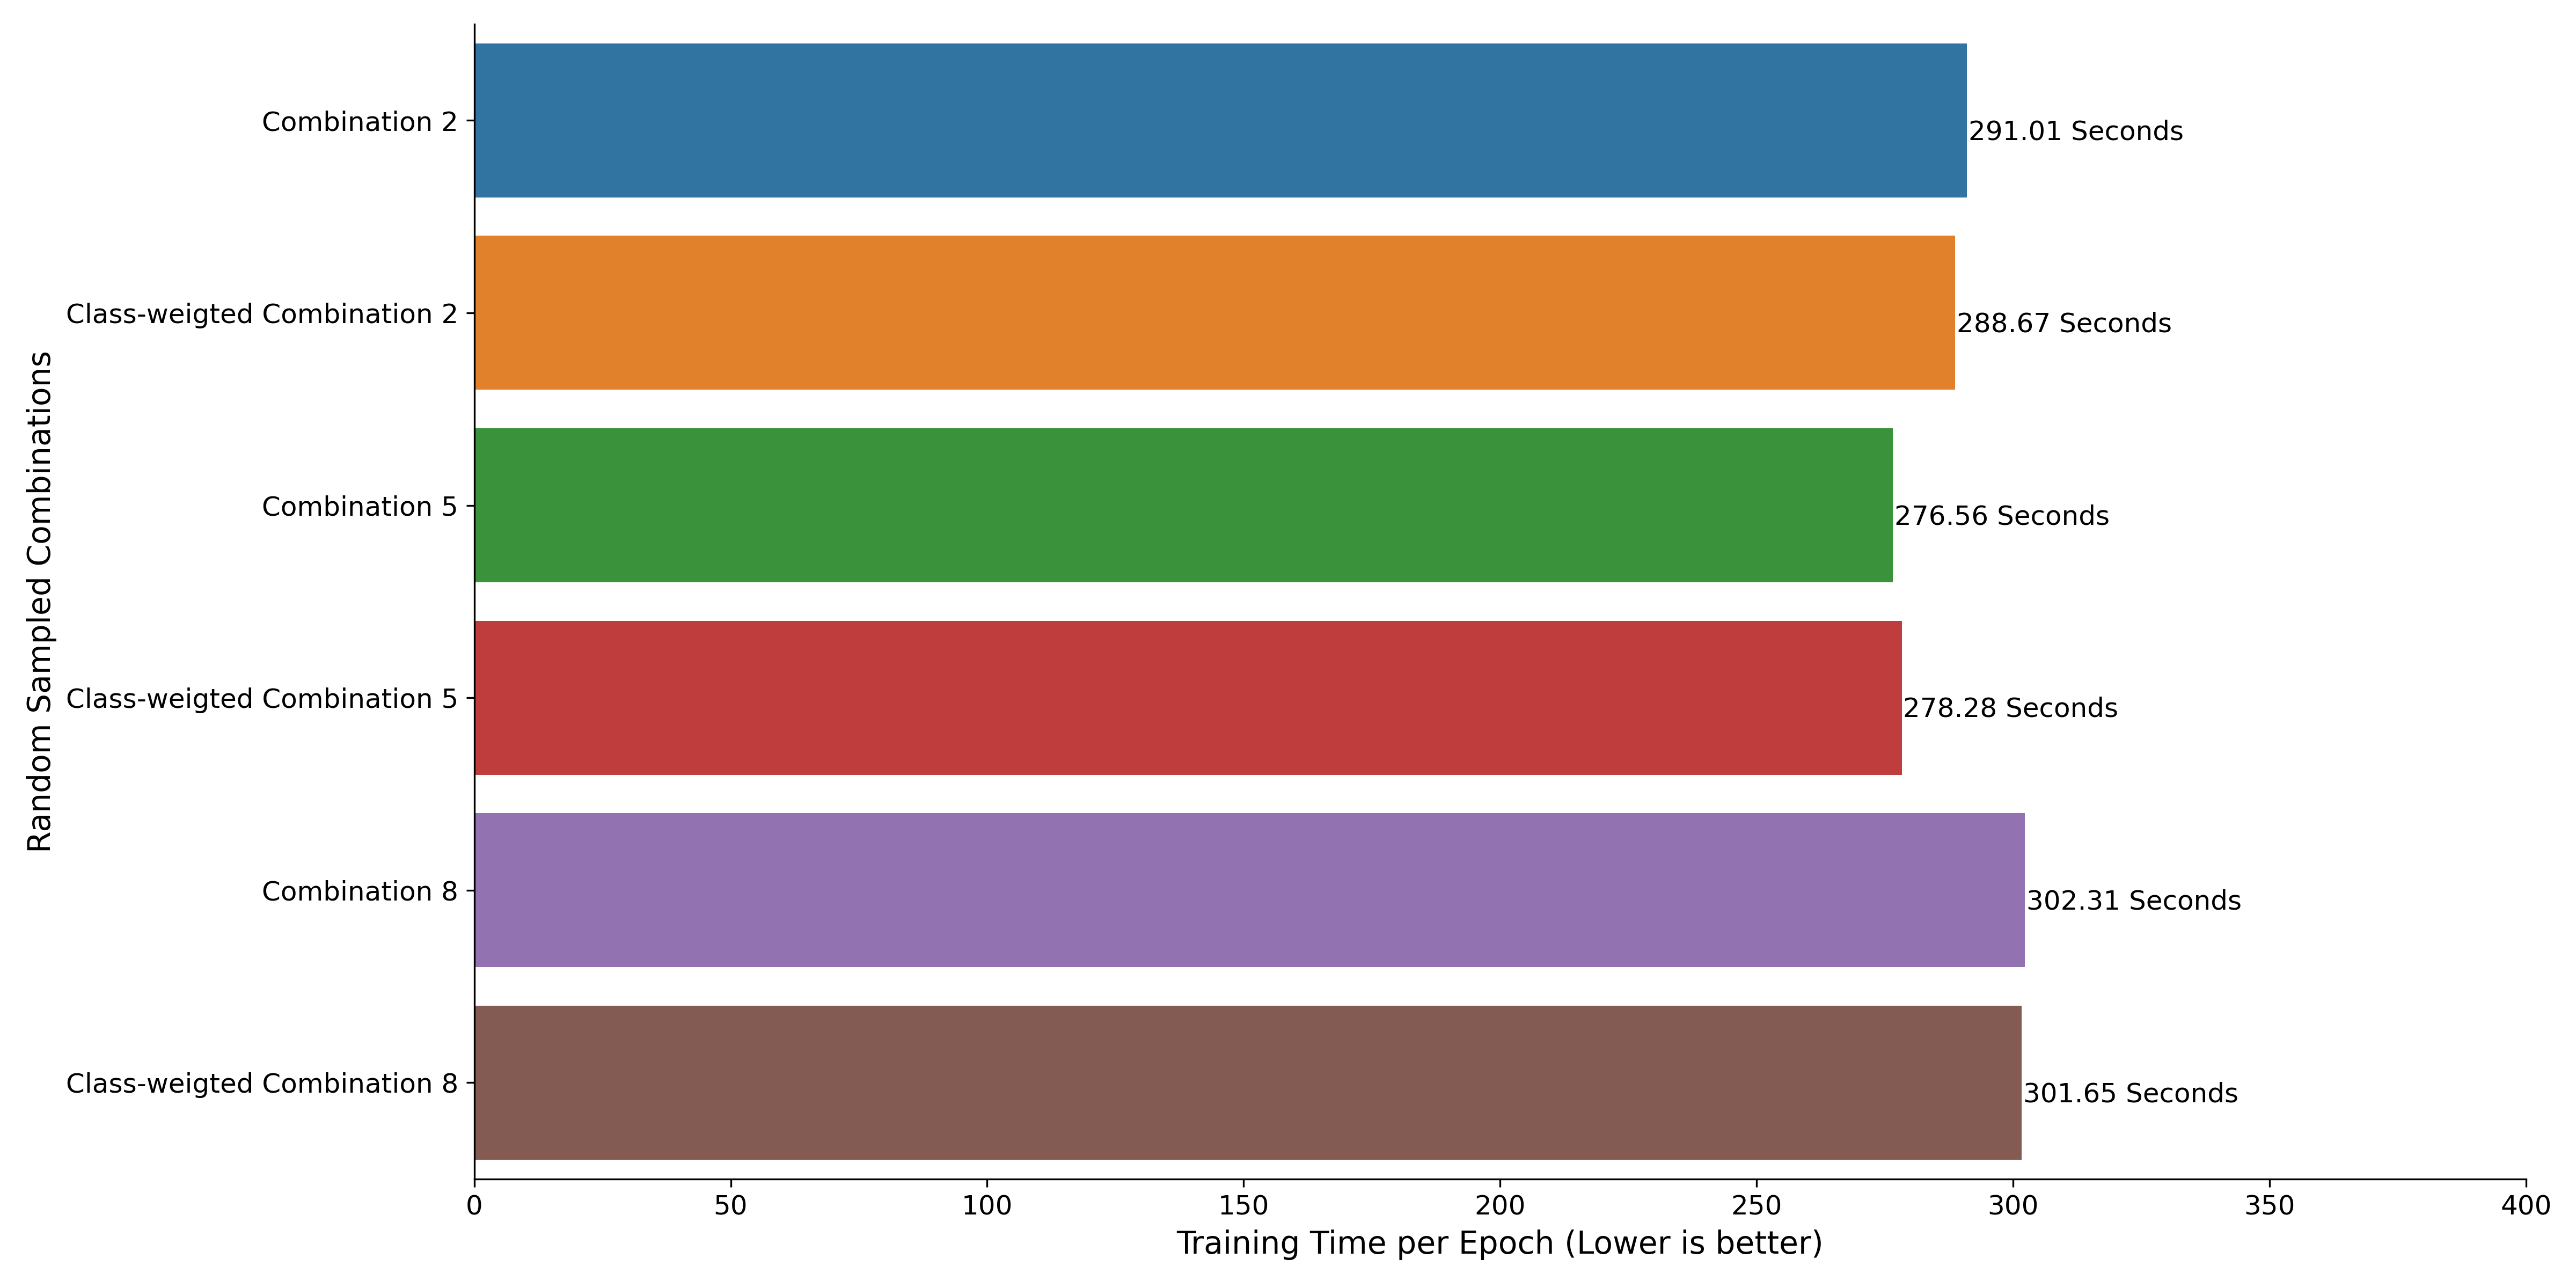 Random Sampled Combinations
Combination 2
291.01 Seconds
Class-weigted Combination 2
288.67 Seconds
Combination 5
276.56 Seconds
Class-weigted Combination 5
278.28 Seconds
Combination 8
302.31 Seconds
Class-weigted Combination 8
301.65 Seconds
0 50 100 150 200 250 300 350 400
Training Time per Epoch (Lower is better)